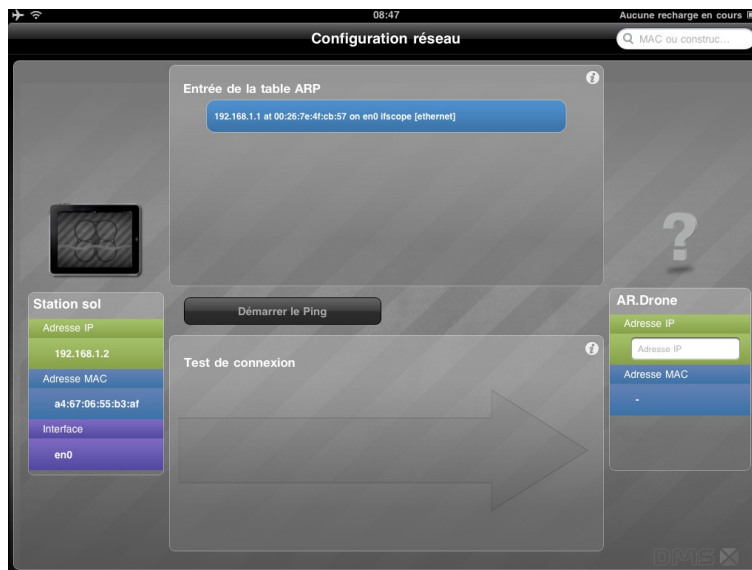 08:47
Aucune recharge en cours
Configuration réseau
MAC ou construc...
Entrée de la table ARP
192.168.1.1 at 00:26:7e:4f:cb:57 on en0 ifscope [ethernet]
Station sol
Adresse IP
192.168.1.2
Adresse MAC
a4:67:06:55:b3:af
Interface
en0
Démarrer le Ping
Test de connexion
AR.Drone
Adresse IP
Adresse IP
Adresse MAC
-
DMS